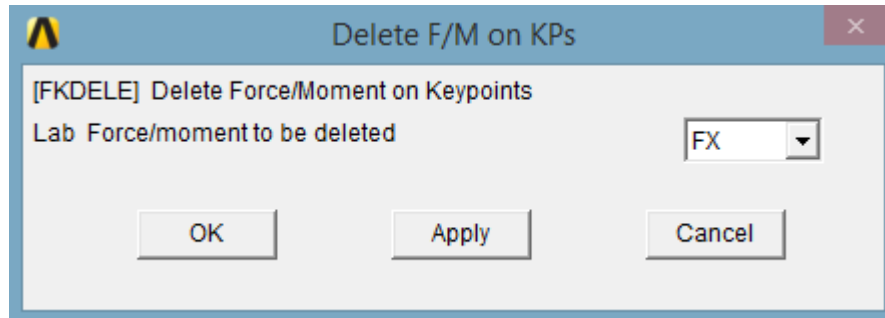 Delete F/M on KPs
[FKDELE] Delete Force/Moment on Keypoints
Lab Force/moment to be deleted FX
OK Apply Cancel